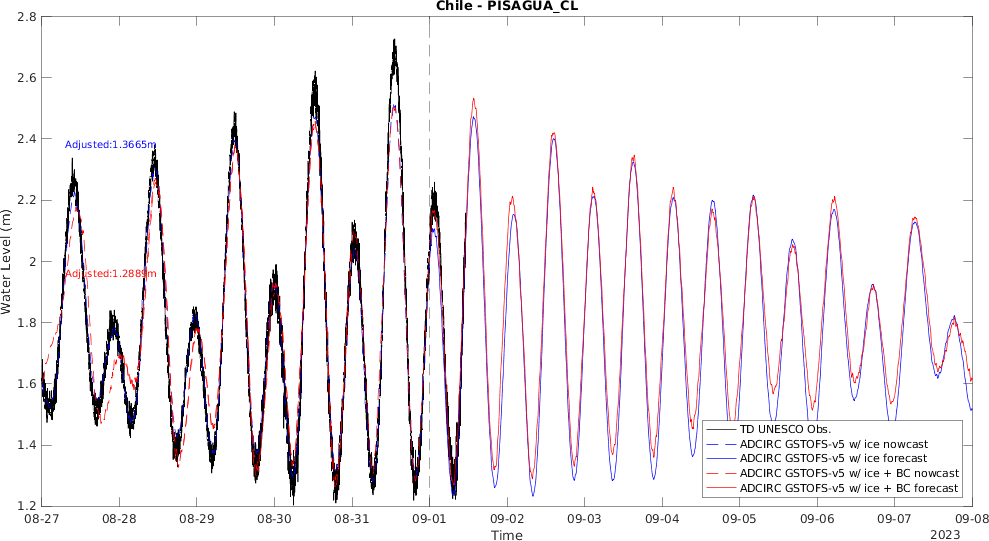 Chile - PISAGUA_CL
Water Level (m)
2.8
2.6
2.4
2.2
2
1.8
1.6
1.4
1.2
Adjusted:1.3665m
Adjusted:1.2889m
TD UNESCO Obs.
ADCIRC GSTOFS-v5 w/ ice nowcast
ADCIRC GSTOFS-v5 w/ ice forecast
ADCIRC GSTOFS-v5 w/ ice + BC nowcast
ADCIRC GSTOFS-v5 w/ ice + BC forecast
08-27 08-28 08-29 08-30 08-31 09-01 09-02 09-03 09-04 09-05 09-06 09-07 09-08
Time
2023